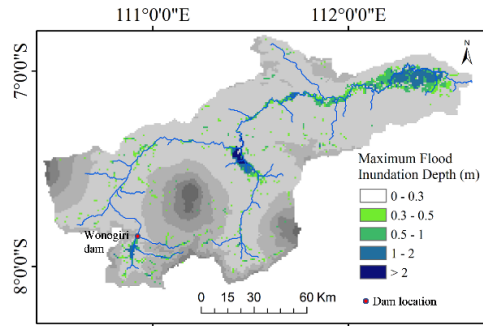 111°0'0"E 112°0'0"E
N
7°0'0"S
Maximum Flood
Inundation Depth (m)
0 - 0.3
0.3 - 0.5
0.5 - 1
1 - 2
> 2
Wonogiri
dam
8°0'0"S
Dam location
0 15 30 60 Km